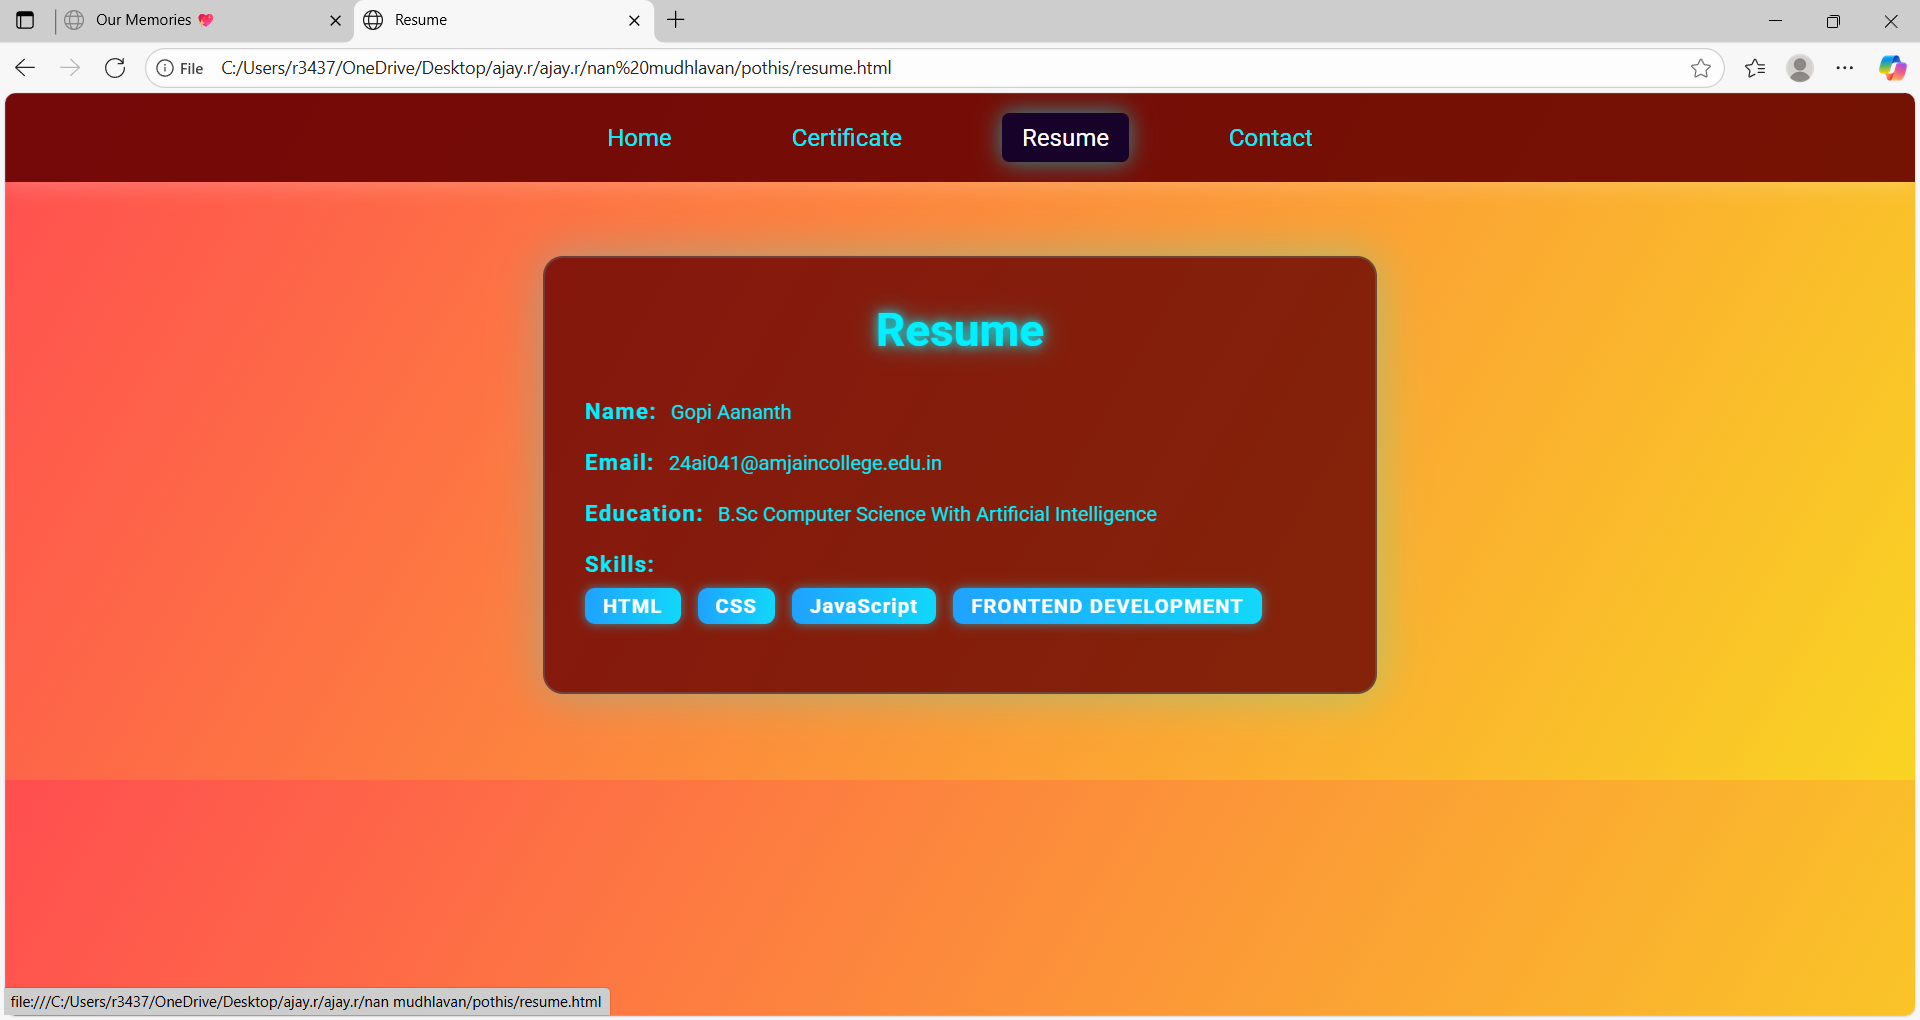 Our Memories 💖
Resume
File C:/Users/r3437/OneDrive/Desktop/ajay.r/ajay.r/nan%20mudhlavan/pothis/resume.html
Home Certificate Resume Contact
Resume
Name: Gopi Aananth
Email: 24ai041@amjaincollege.edu.in
Education: B.Sc Computer Science With Artificial Intelligence
Skills:
HTML CSS JavaScript FRONTEND DEVELOPMENT
file:///C:/Users/r3437/OneDrive/Desktop/ajay.r/ajay.r/nan mudhlavan/pothis/resume.html